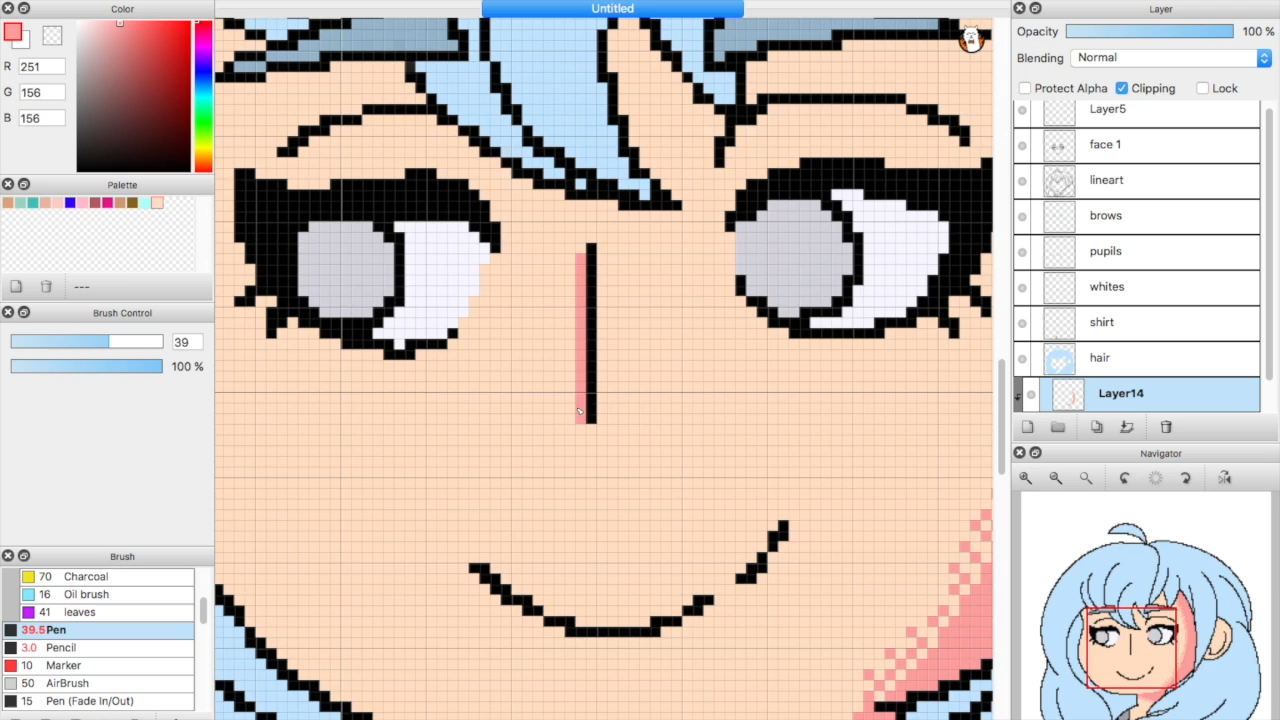 Color
R 251
G 156
B 156
Palette
---
Brush Control
39
100 %
Brush
70 Charcoal
16 Oil brush
41 leaves
39.5 Pen
3.0 Pencil
10 Marker
50 AirBrush
15 Pen (Fade In/Out)
Untitled
Layer
Opacity 100 %
Blending Normal
Protect Alpha Clipping Lock
Layer5
face 1
lineart
brows
pupils
whites
shirt
hair
Layer14
Navigator